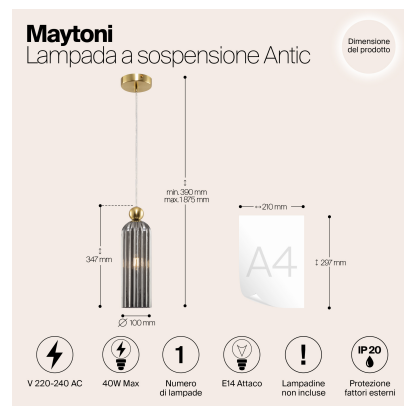 Maytoni
Lampada a sospensione Antic
Dimensione
del prodotto
min. 390 mm
max. 1 875 mm
347 mm
Ø 100 mm
210 mm
A4
297 mm
1
!
IP 20
V 220-240 AC
40W Max
Numero
di lampade
E14 Attaco
Lampadine
non incluse
Protezione
fattori esterni